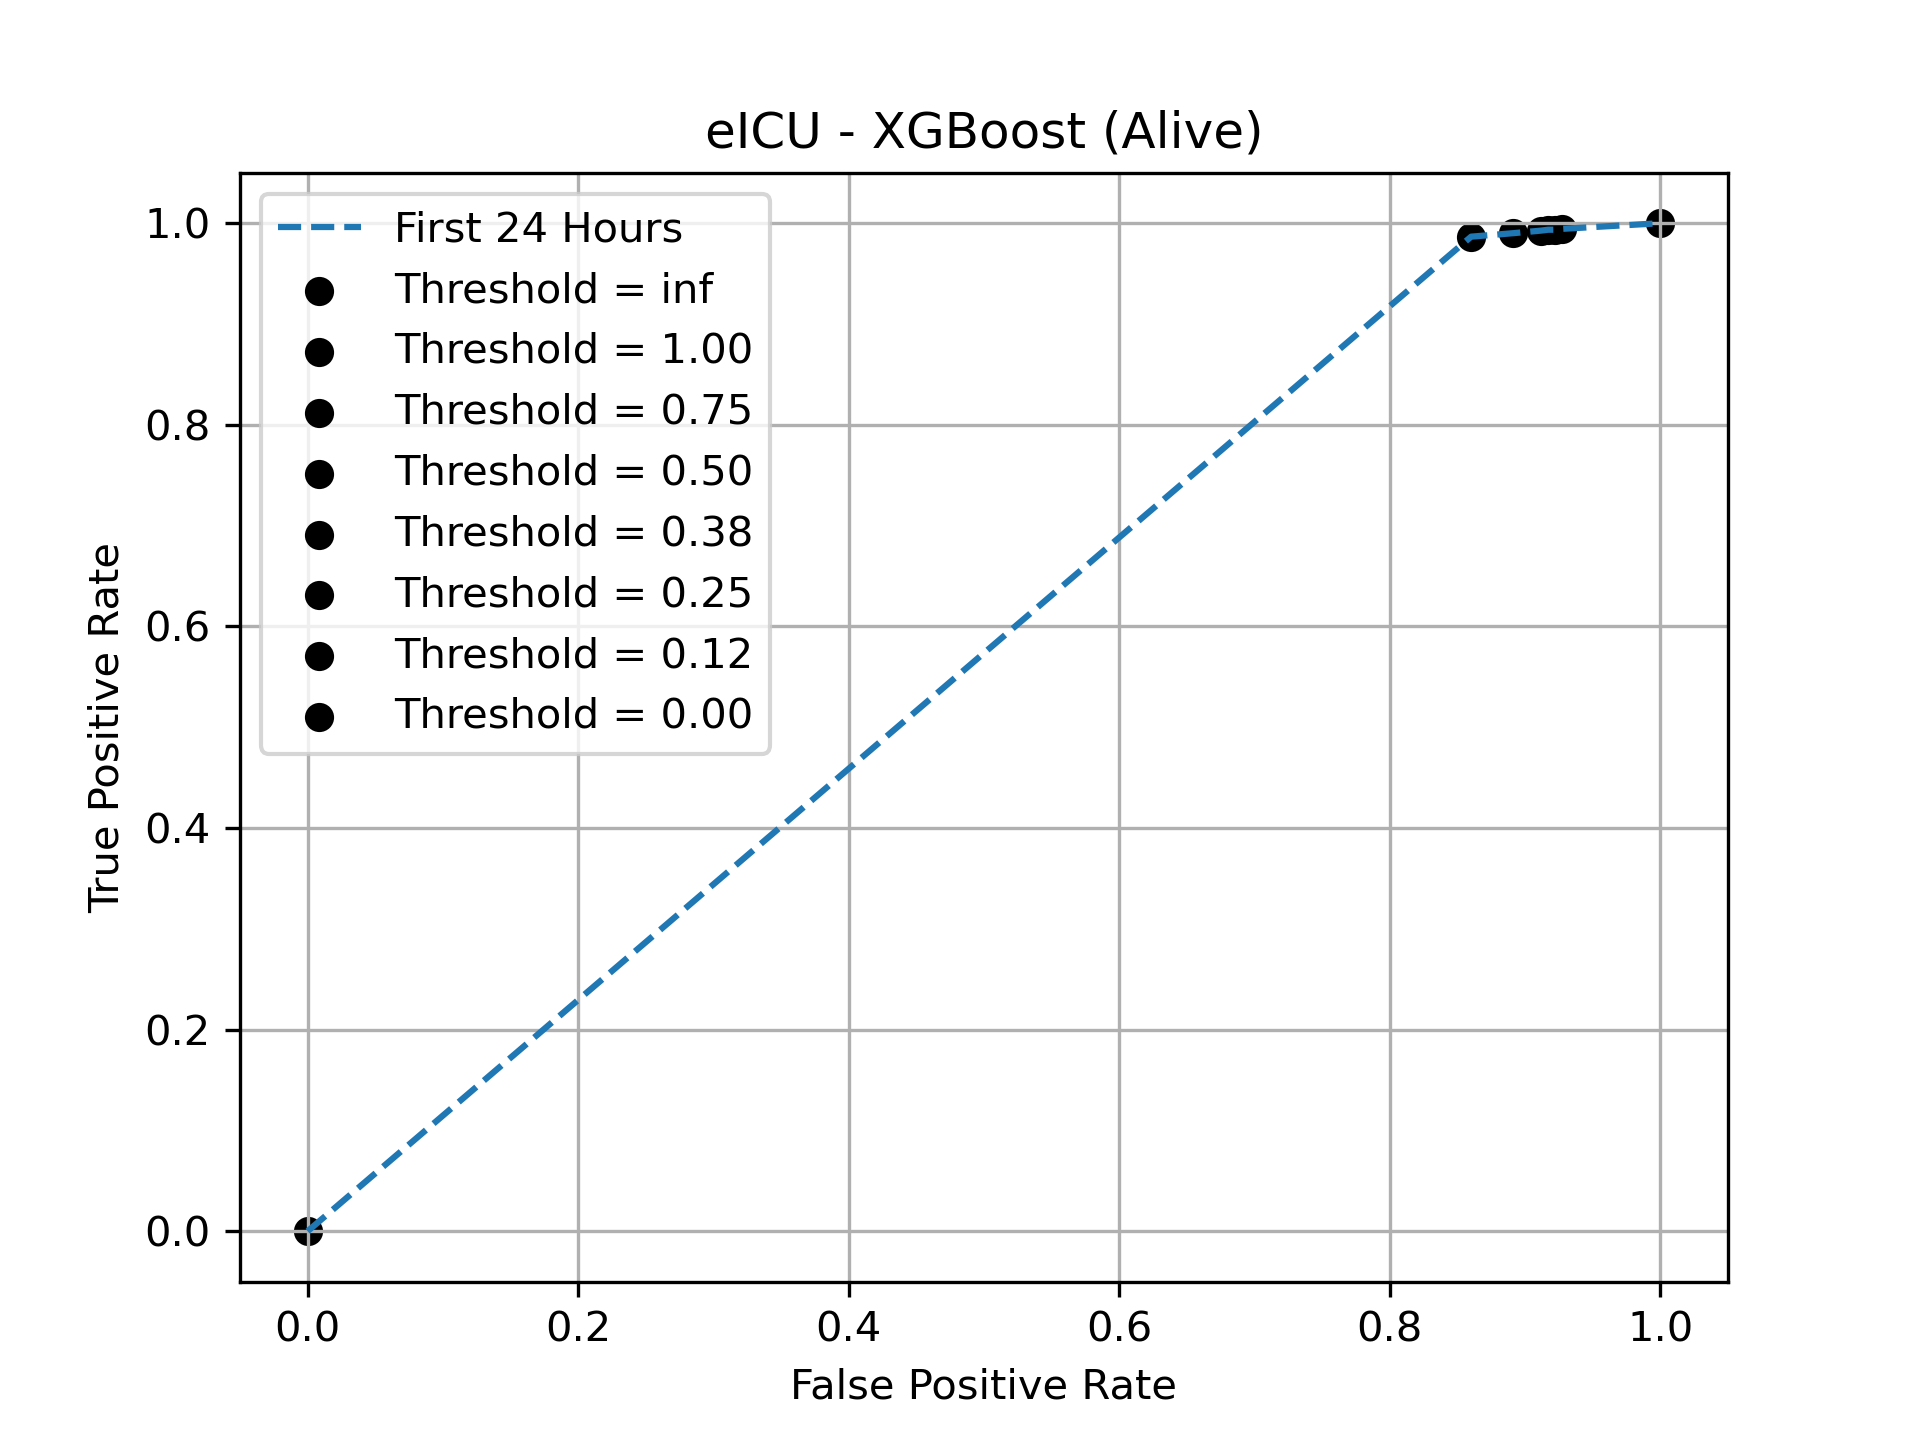 eICU - XGBoost (Alive)
First 24 Hours
Threshold = inf
Threshold = 1.00
Threshold = 0.75
Threshold = 0.50
Threshold = 0.38
Threshold = 0.25
Threshold = 0.12
Threshold = 0.00
True Positive Rate
1.0
0.8
0.6
0.4
0.2
0.0
0.0 0.2 0.4 0.6 0.8 1.0
False Positive Rate